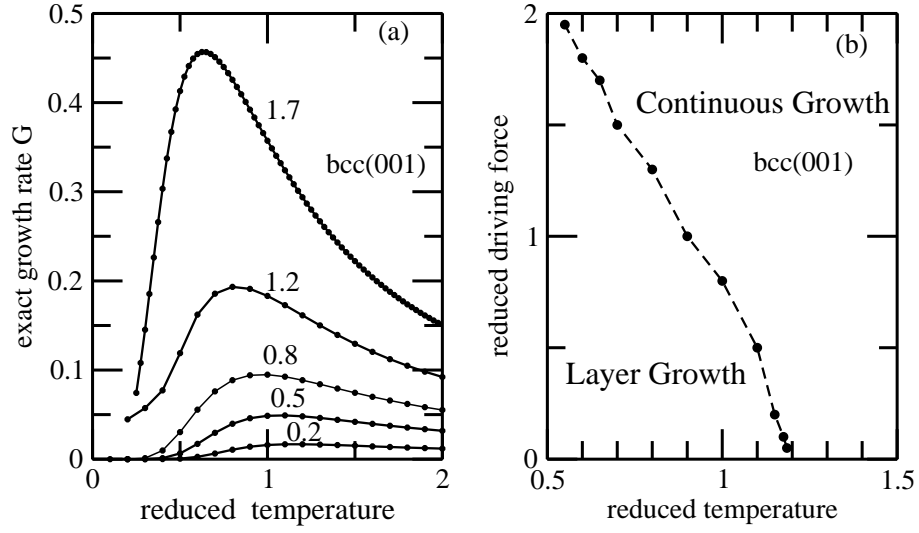 (a)
0.5
0.4
0.3
0.2
0.1
0
exact growth rate G
1.7
bcc(001)
1.2
0.8
0.5
0.2
0
1
2
reduced temperature
(b)
2
1
0
reduced driving force
Continuous Growth
bcc(001)
Layer Growth
0.5
1
1.5
reduced temperature